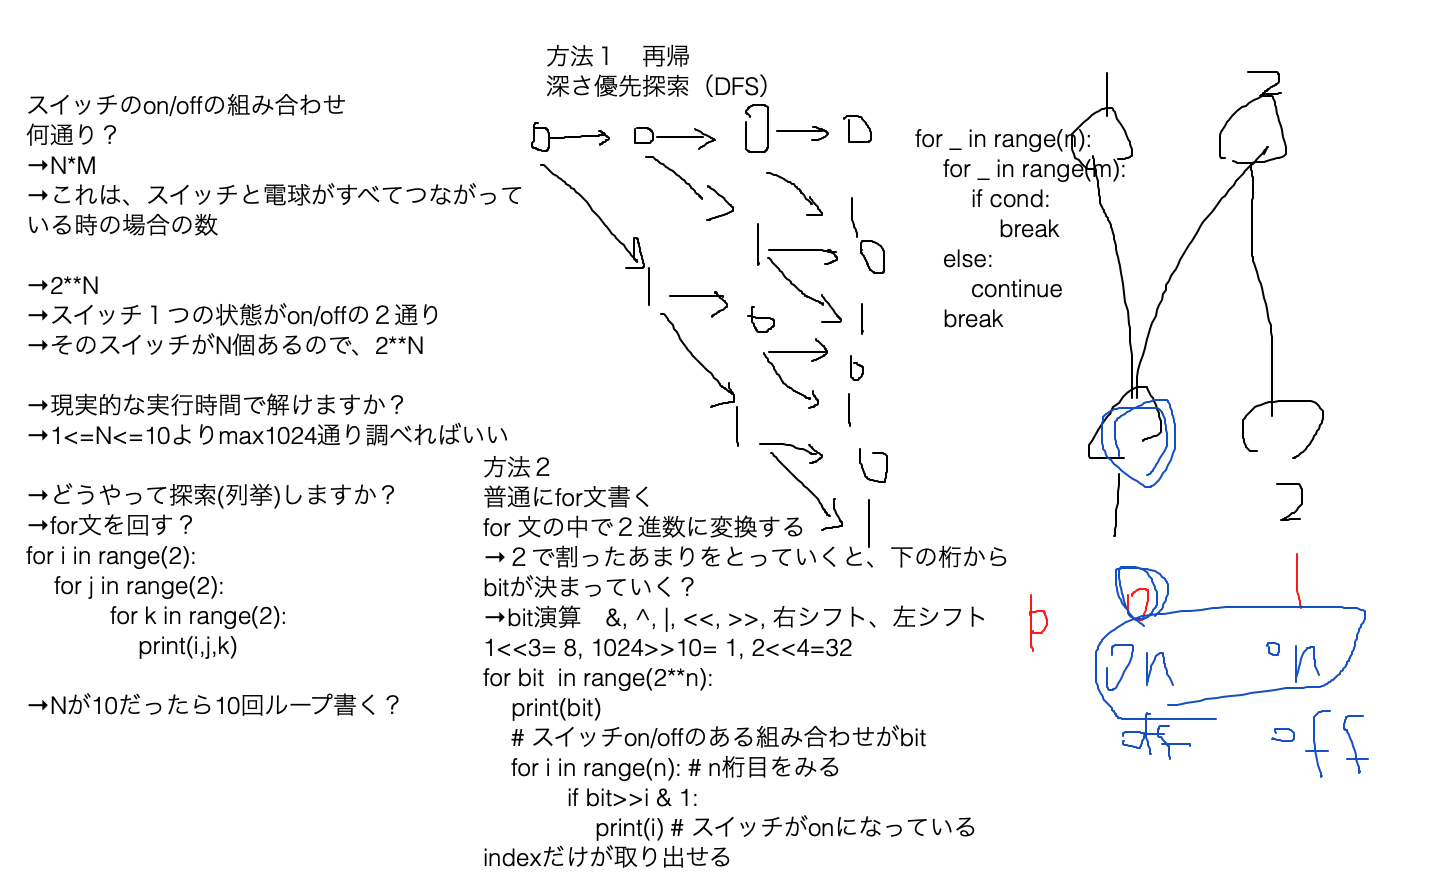 スイッチのon/offの組み合わせ
何通り？
→N*M
→これは、スイッチと電球がすべてつながって
いる時の場合の数
→2**N
→スイッチ１つの状態がon/offの２通り
→そのスイッチがN個あるので、2**N
→現実的な実行時間で解けますか？
→1<=N<=10よりmax1024通り調べればいい
→どうやって探索(列挙)しますか？
→for文を回す？
for i in range(2):
for j in range(2):
for k in range(2):
print(i,j,k)
→Nが10だったら10回ループ書く？
方法１　再帰
深さ優先探索（DFS）
0
0
0
0
1
1
0
1
1
0
0
1
1
0
1
方法２
普通にfor文書く
for 文の中で２進数に変換する
→２で割ったあまりをとっていくと、下の桁から
bitが決まっていく？
→bit演算　&, ^, |, <<, >>, 右シフト、左シフト
1<<3= 8, 1024>>10= 1, 2<<4=32
for bit in range(2**n):
print(bit)
# スイッチon/offのある組み合わせがbit
for i in range(n): # n桁目をみる
if bit>>i & 1:
print(i) # スイッチがonになっている
indexだけが取り出せる
for _ in range(n):
for _ in range(m):
if cond:
break
else:
continue
break
1 2
1 2
p 0 1
on on
off off